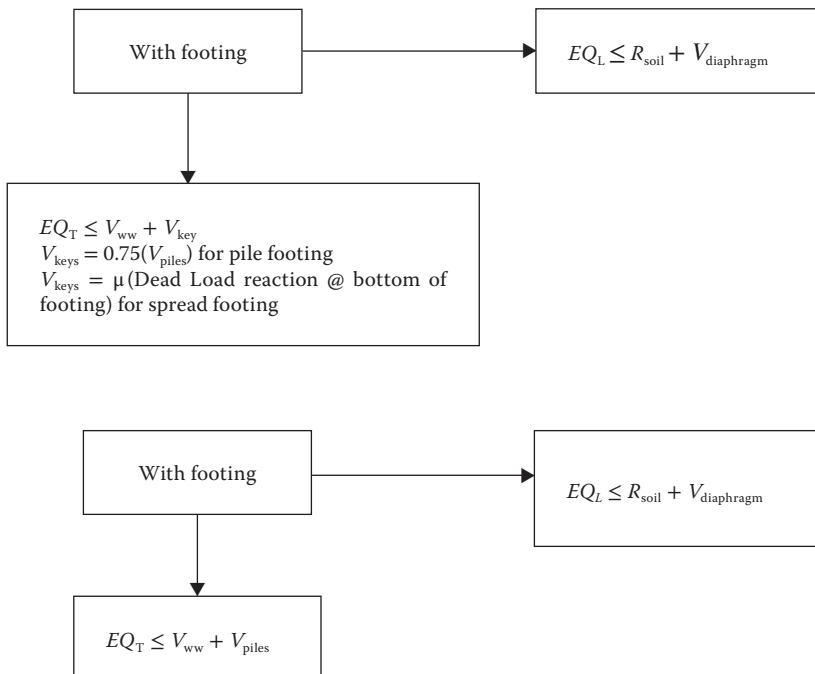 With footing
EQ_L ≤ R_soil + V_diaphragm
EQ_T ≤ V_ww + V_key
V_keys = 0.75(V_piles) for pile footing
V_keys = μ(Dead Load reaction @ bottom of
footing) for spread footing
With footing
EQ_L ≤ R_soil + V_diaphragm
EQ_T ≤ V_ww + V_piles